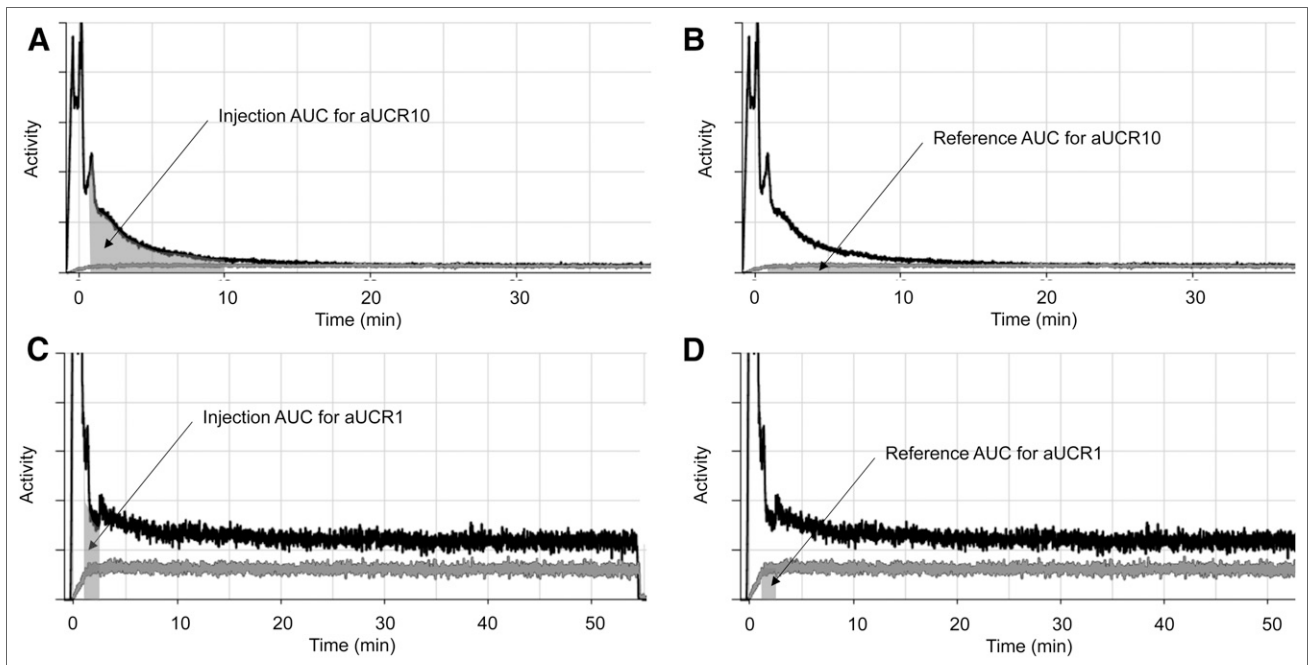 A
Activity
Injection AUC for aUCR10
0 10 20 30
Time (min)
B
Activity
Reference AUC for aUCR10
0 10 20 30
Time (min)
C
Activity
Injection AUC for aUCR1
0 10 20 30 40 50
Time (min)
D
Activity
Reference AUC for aUCR1
0 10 20 30 40 50
Time (min)